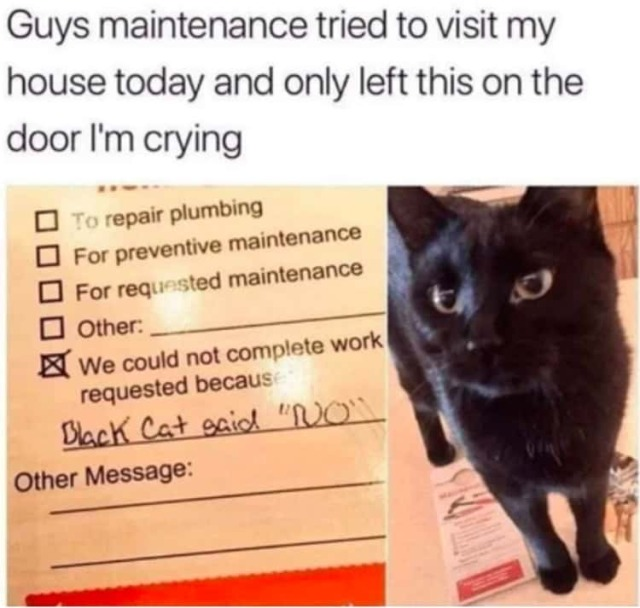 Guys maintenance tried to visit my
house today and only left this on the
door I'm crying
To repair plumbing
For preventive maintenance
For requested maintenance
Other:
We could not complete work
requested because
Black Cat said "NO"
Other Message: